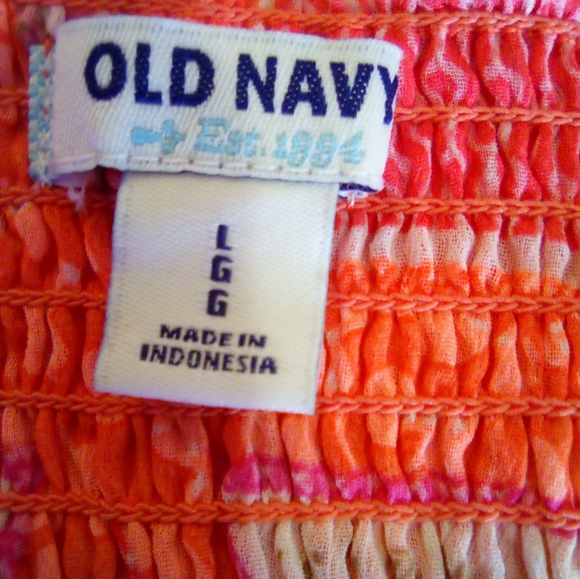 OLD NAVY
Est. 1994
L
G
G
MADE IN
INDONESIA